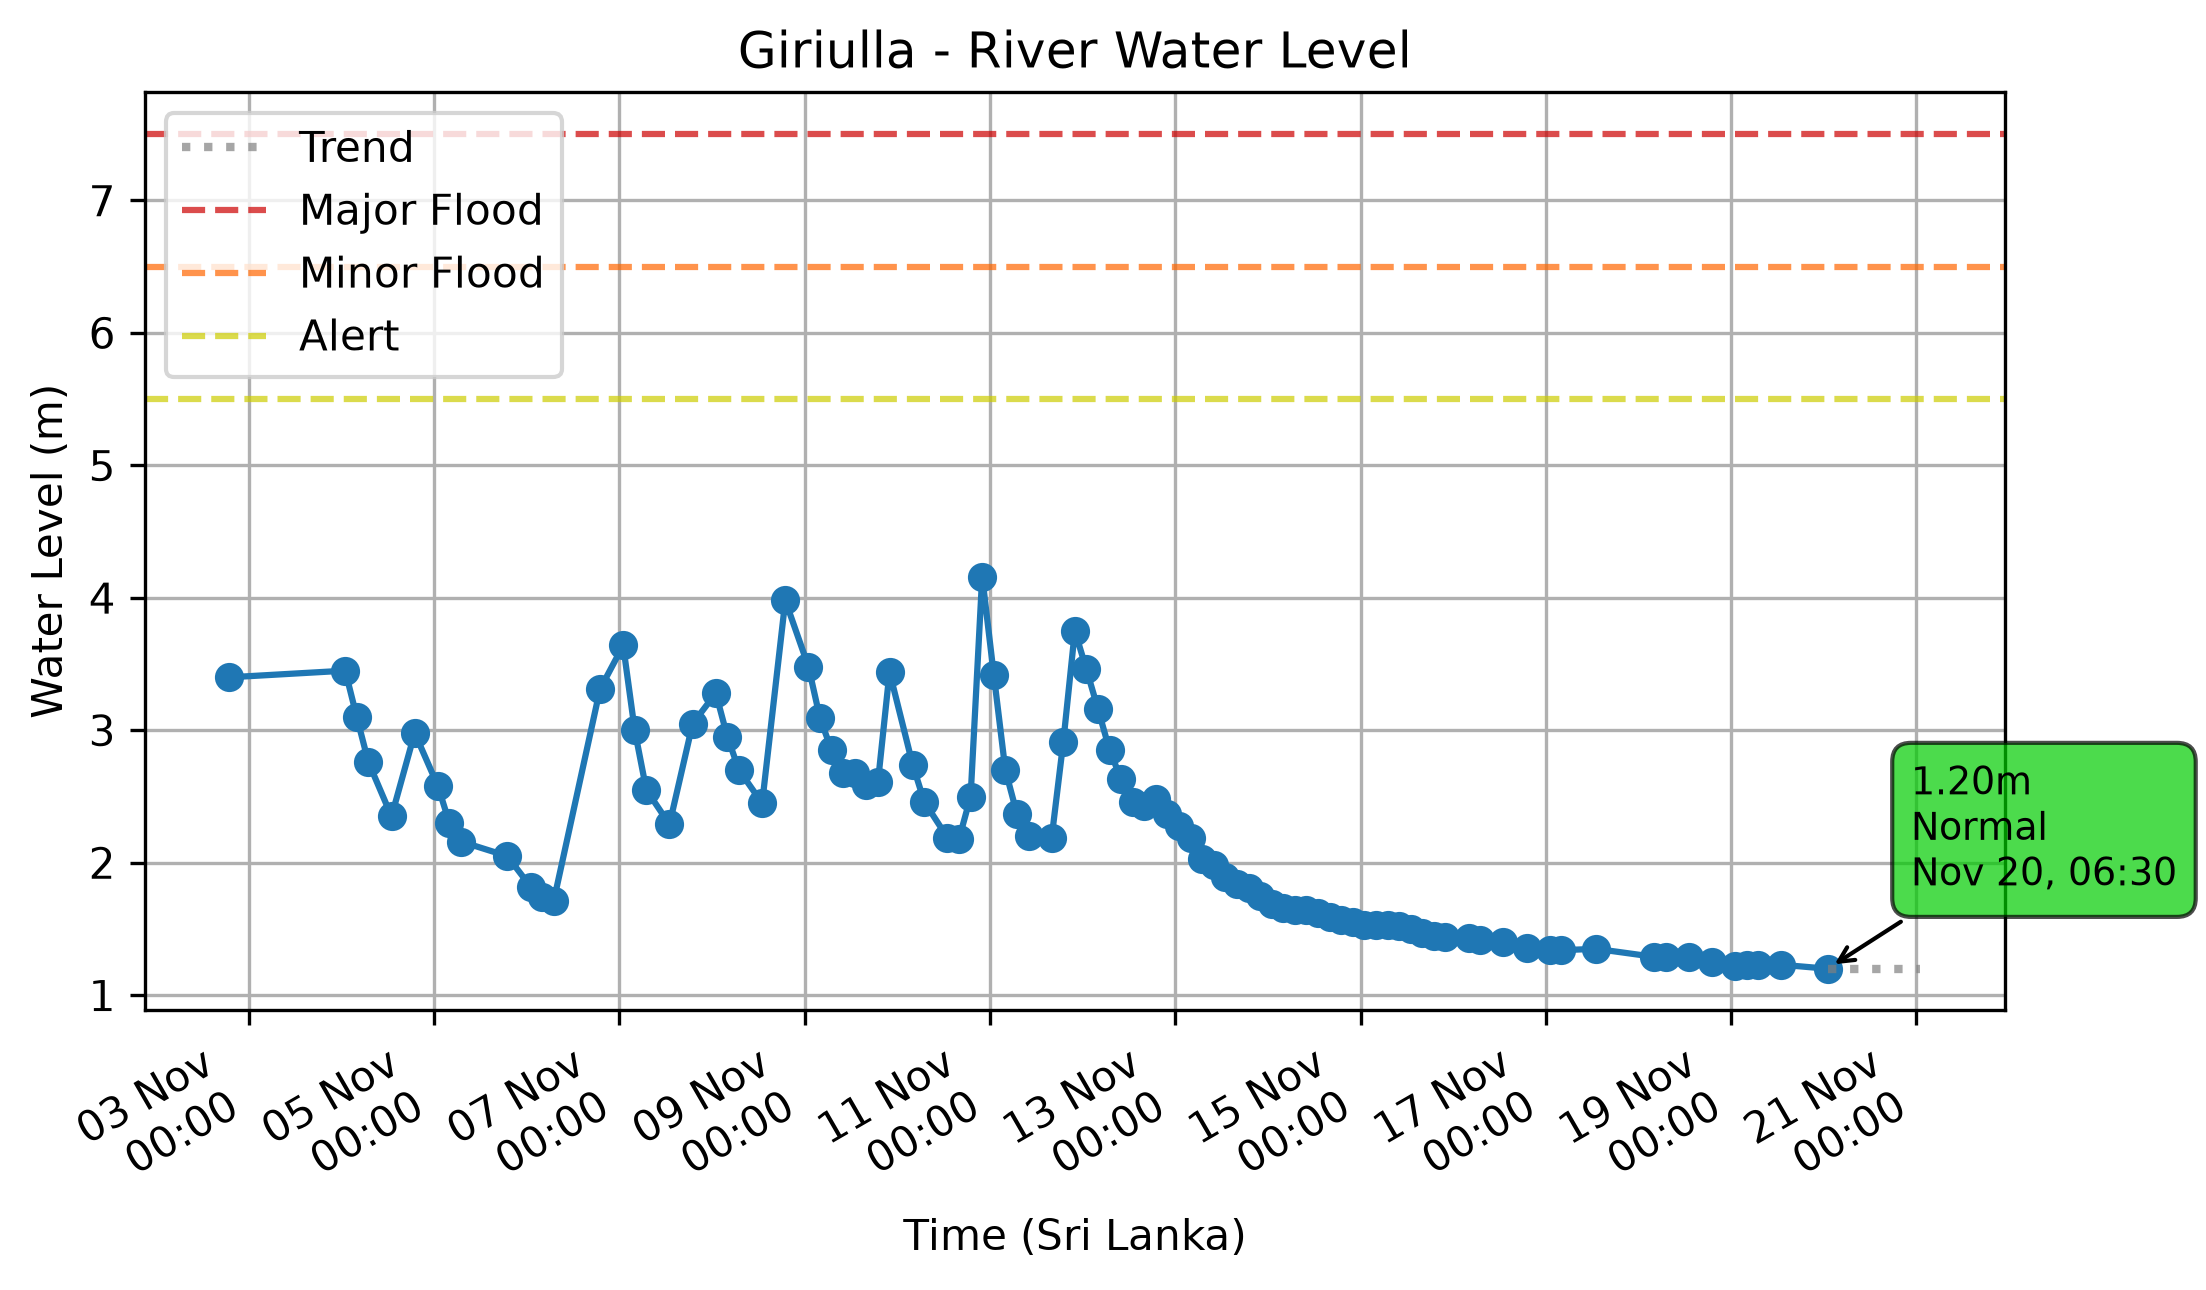 Giriulla - River Water Level
Trend
Major Flood
Minor Flood
Alert
Water Level (m)
7
6
5
4
3
2
1
1.20m
Normal
Nov 20, 06:30
03 Nov
00:00
05 Nov
00:00
07 Nov
00:00
09 Nov
00:00
11 Nov
00:00
13 Nov
00:00
15 Nov
00:00
17 Nov
00:00
19 Nov
00:00
21 Nov
00:00
Time (Sri Lanka)